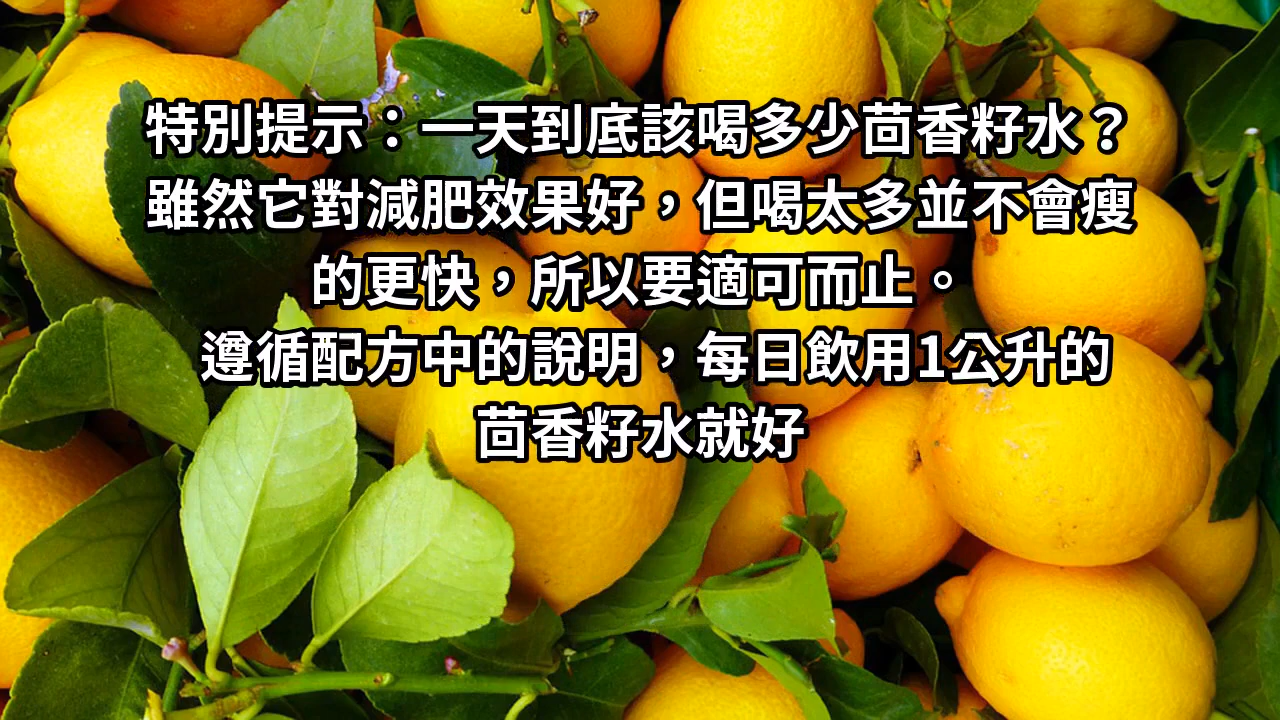 特別提示：一天到底該喝多少茴香籽水？
雖然它對減肥效果好，但喝太多並不會瘦
的更快，所以要適可而止。
遵循配方中的說明，每日飲用1公升的
茴香籽水就好